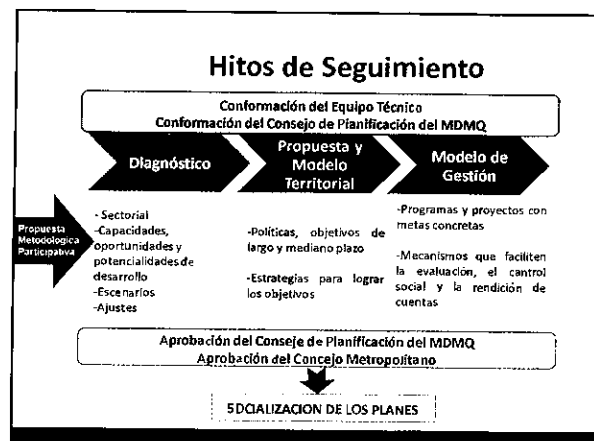 Hitos de Seguimiento
Conformación del Equipo Técnico
Conformación del Consejo de Planificación del MDMQ
Diagnóstico
Propuesta y
Modelo
Territorial
Modelo de
Gestión
Propuesta
Metodologica
Participativa
- Sectorial
-Capacidades,
oportunidades y
potencialidades de
desarrollo
-Escenarios
-Ajustes
-Políticas, objetivos de
largo y mediano plazo
-Estrategias para lograr
los objetivos
-Programas y proyectos con
metas concretas
-Mecanismos que faciliten
la evaluación, el cantrol
social y la rendición de
cuentas
Aprobación del Conseje de Planificación del MDMQ
Aprobación del Concejo Metropolitano
5DCIALIZACION DE LOS PLANES